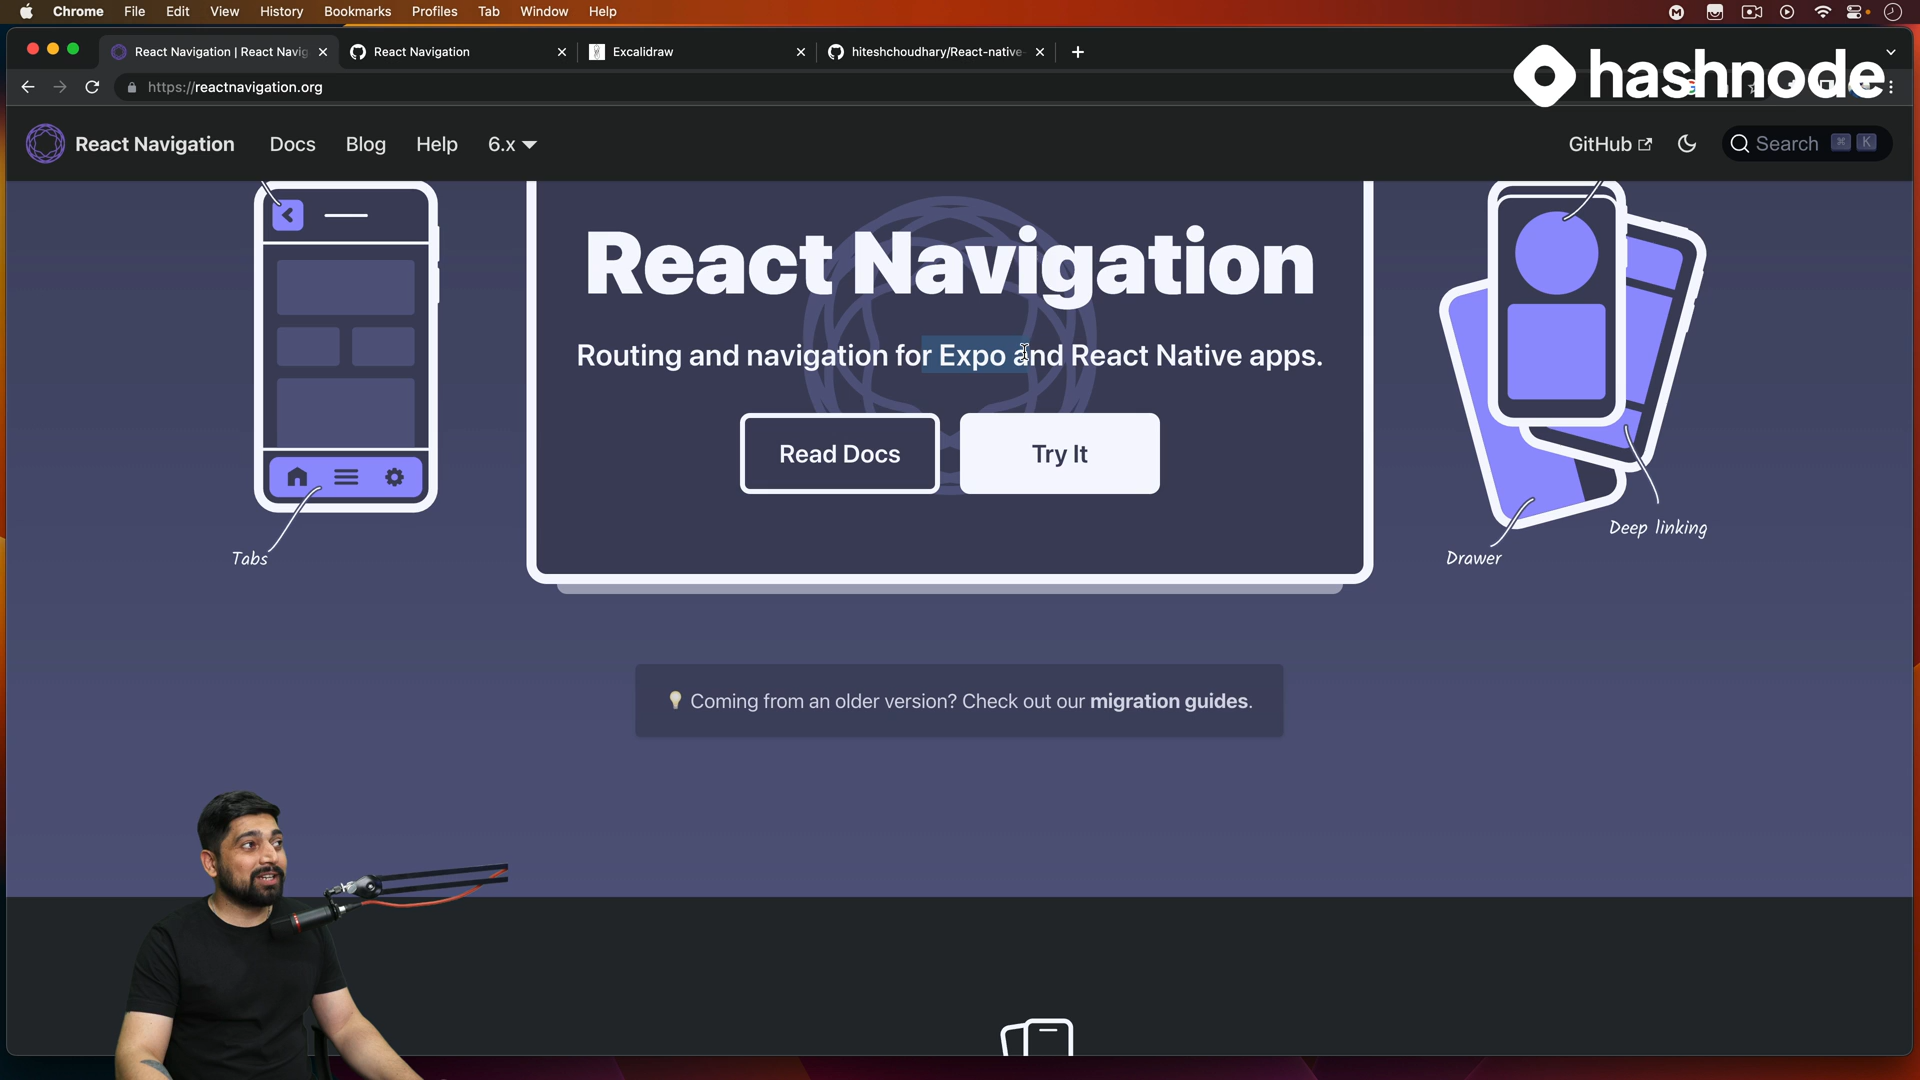 Chrome File Edit View History Bookmarks Profiles Tab Window Help
React Navigation | React Navig
React Navigation
Excalidraw
hiteshchoudhary/React-native-
https://reactnavigation.org
hashnode
React Navigation Docs Blog Help 6.x
GitHub Search ⌘ K
React Navigation
Routing and navigation for Expo and React Native apps.
Read Docs Try It
Tabs
Drawer
Deep linking
💡 Coming from an older version? Check out our migration guides.